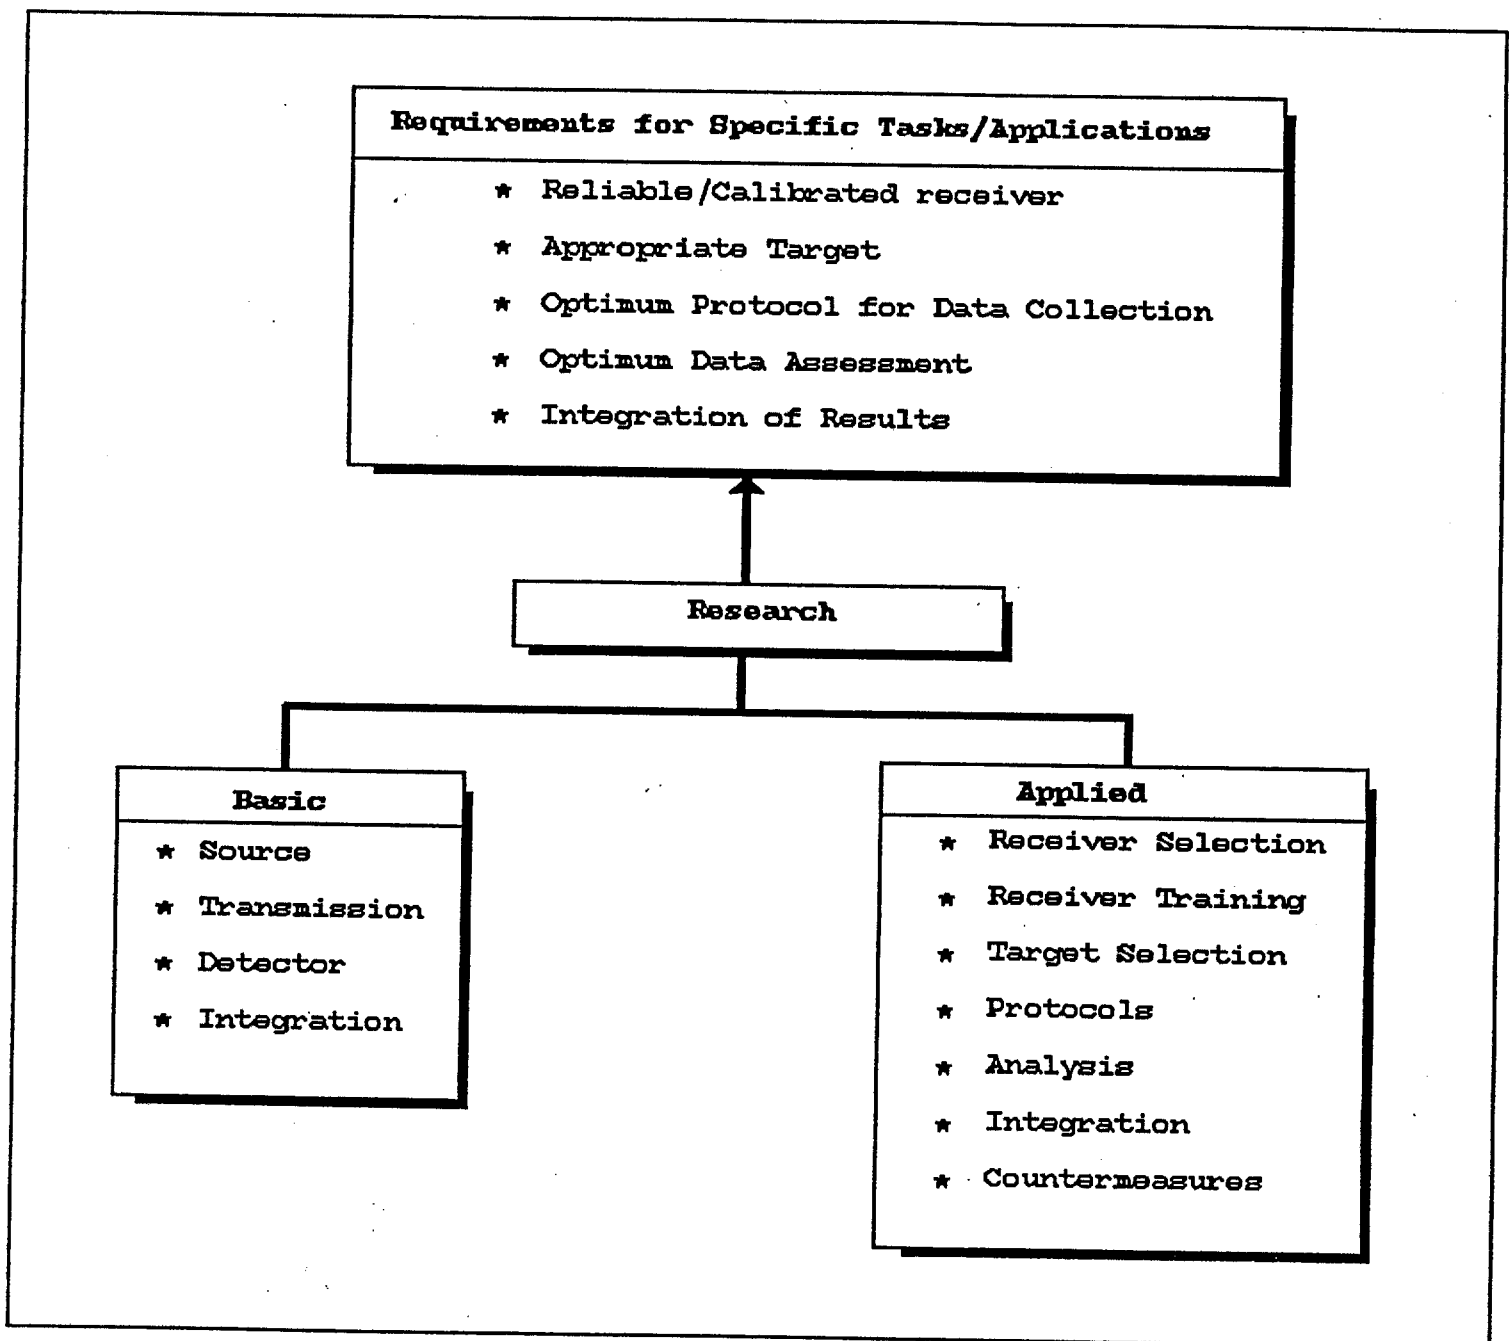 Requirements for Specific Tasks/Applications
* Reliable/Calibrated receiver
* Appropriate Target
* Optimum Protocol for Data Collection
* Optimum Data Assessment
* Integration of Results
Research
Basic
* Source
* Transmission
* Detector
* Integration
Applied
* Receiver Selection
* Receiver Training
* Target Selection
* Protocols
* Analysis
* Integration
* Countermeasures